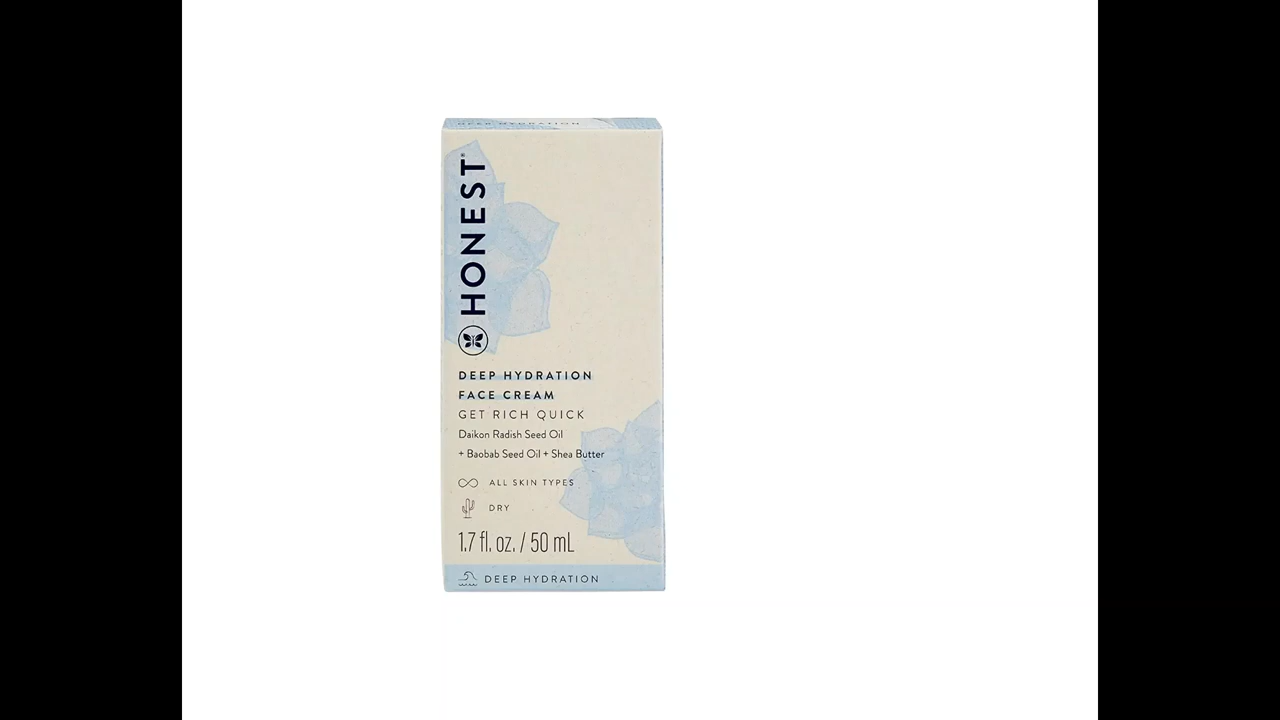 DEEP HYDRATION
HONEST®
DEEP HYDRATION
FACE CREAM
GET RICH QUICK
Daikon Radish Seed Oil
+ Baobab Seed Oil + Shea Butter
ALL SKIN TYPES
DRY
1.7 fl. oz. / 50 mL
DEEP HYDRATION